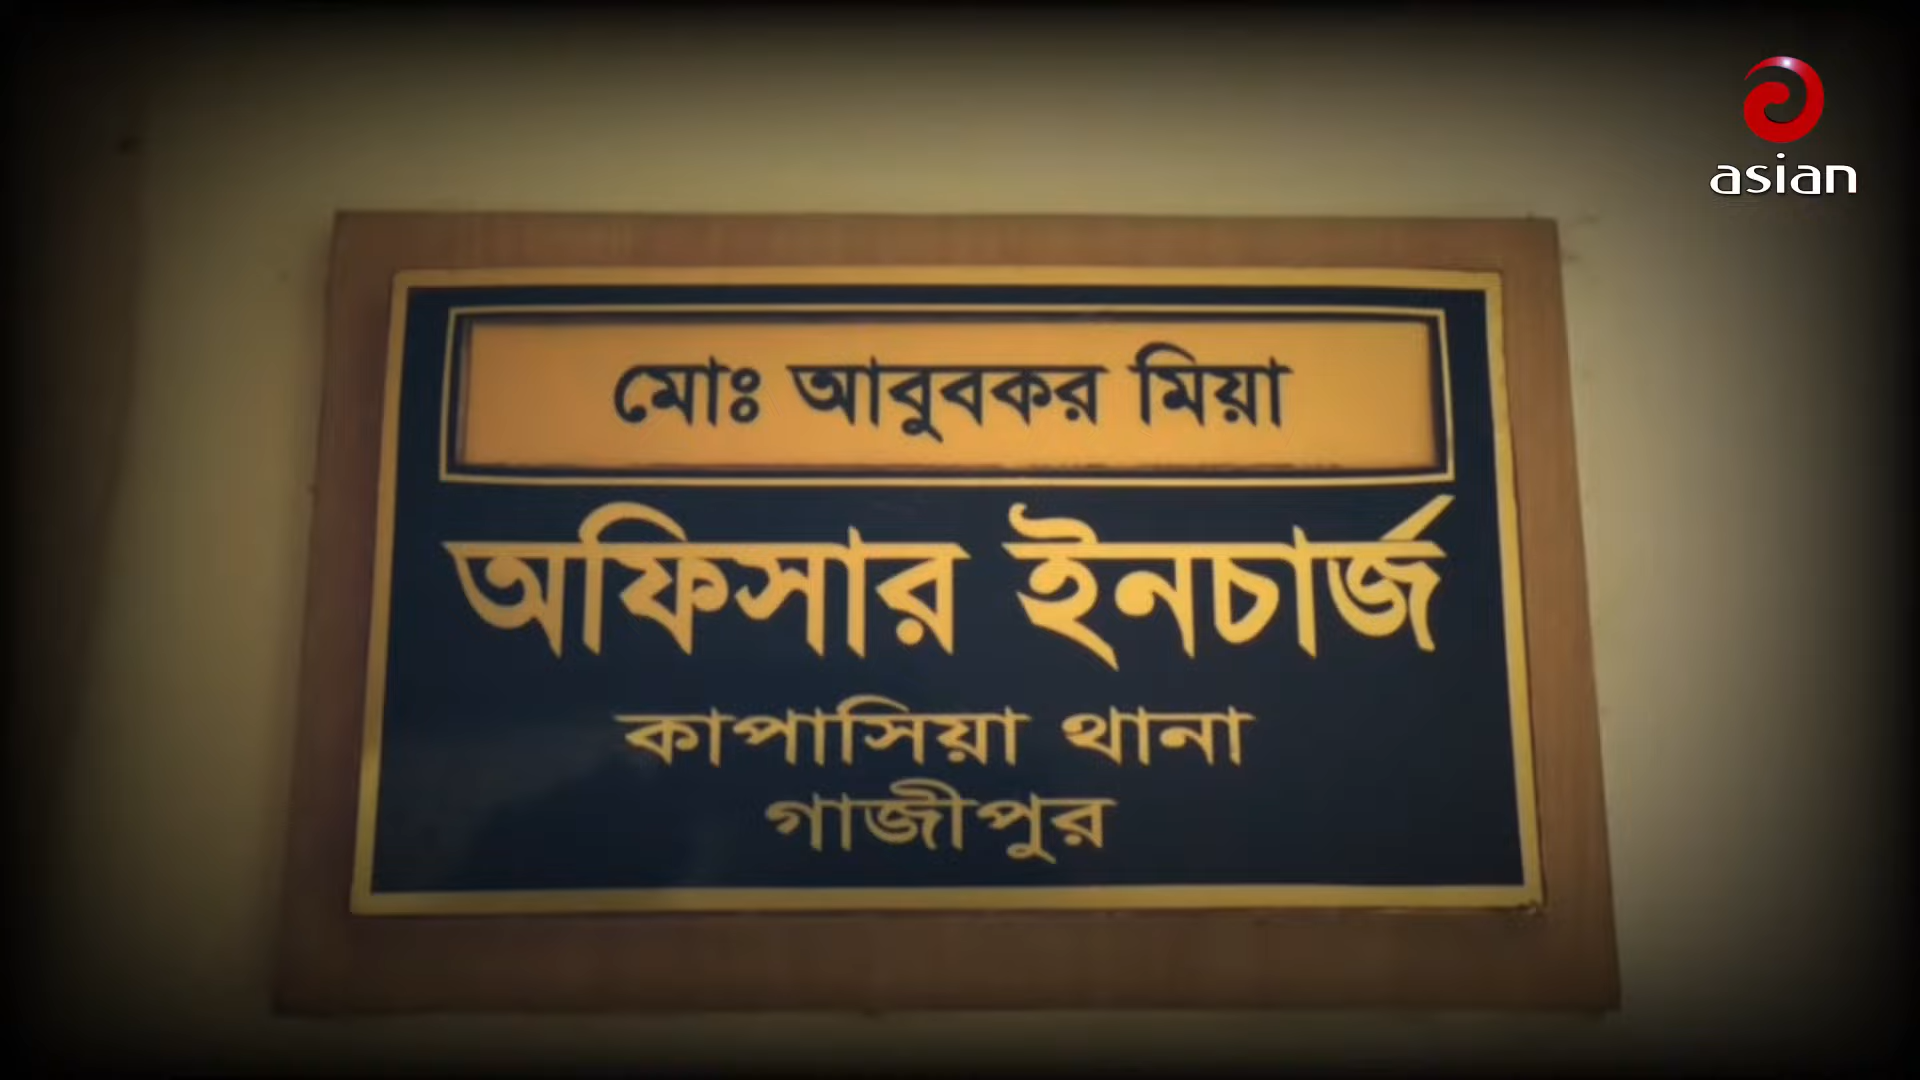 asian
মোঃ আবুবকর মিয়া
অফিসার ইনচার্জ
কাপাসিয়া থানা
গাজীপুর